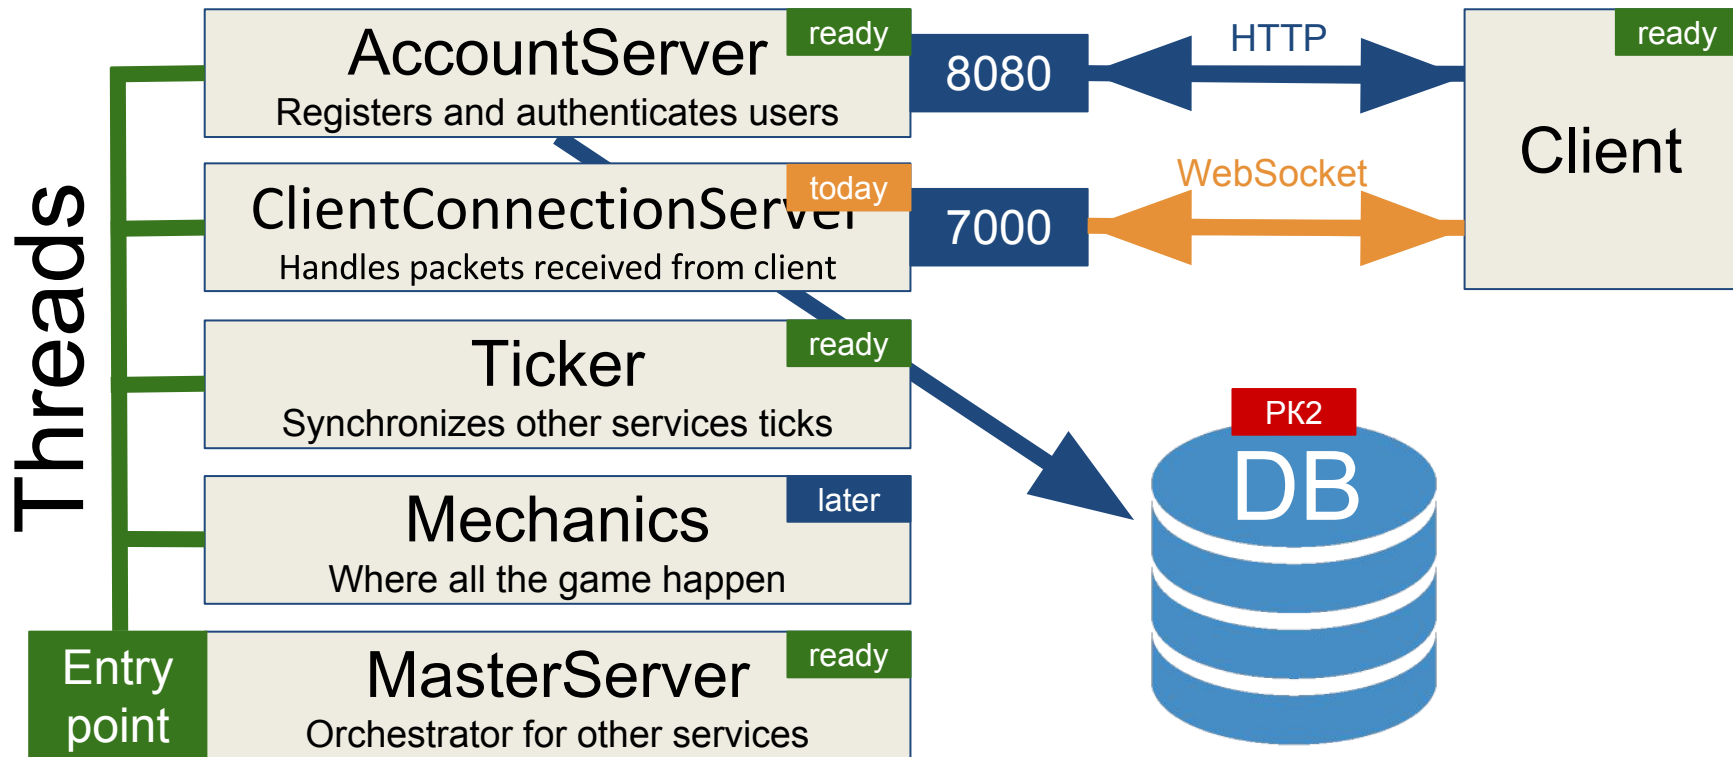 Threads
AccountServer
ready
Registers and authenticates users
8080
HTTP
ready
Client
ClientConnectionServer
today
Handles packets received from client
7000
WebSocket
Ticker
ready
Synchronizes other services ticks
Mechanics
later
Where all the game happen
Entry
point
MasterServer
ready
Orchestrator for other services
РК2
DB